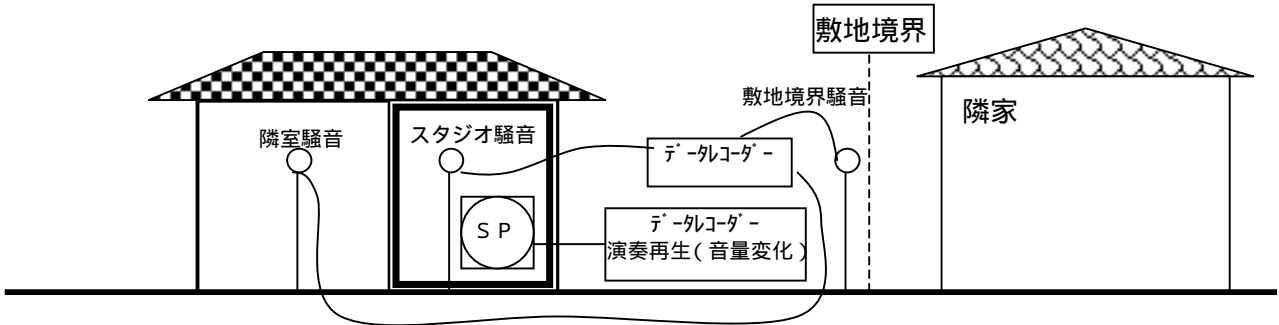 敷地境界
敷地境界騒音
隣家
隣室騒音
スタジオ騒音
ﾃﾞｰﾀﾚｺｰﾀﾞｰ
ＳＰ
ﾃﾞｰﾀﾚｺｰﾀﾞｰ
演奏再生(音量変化)